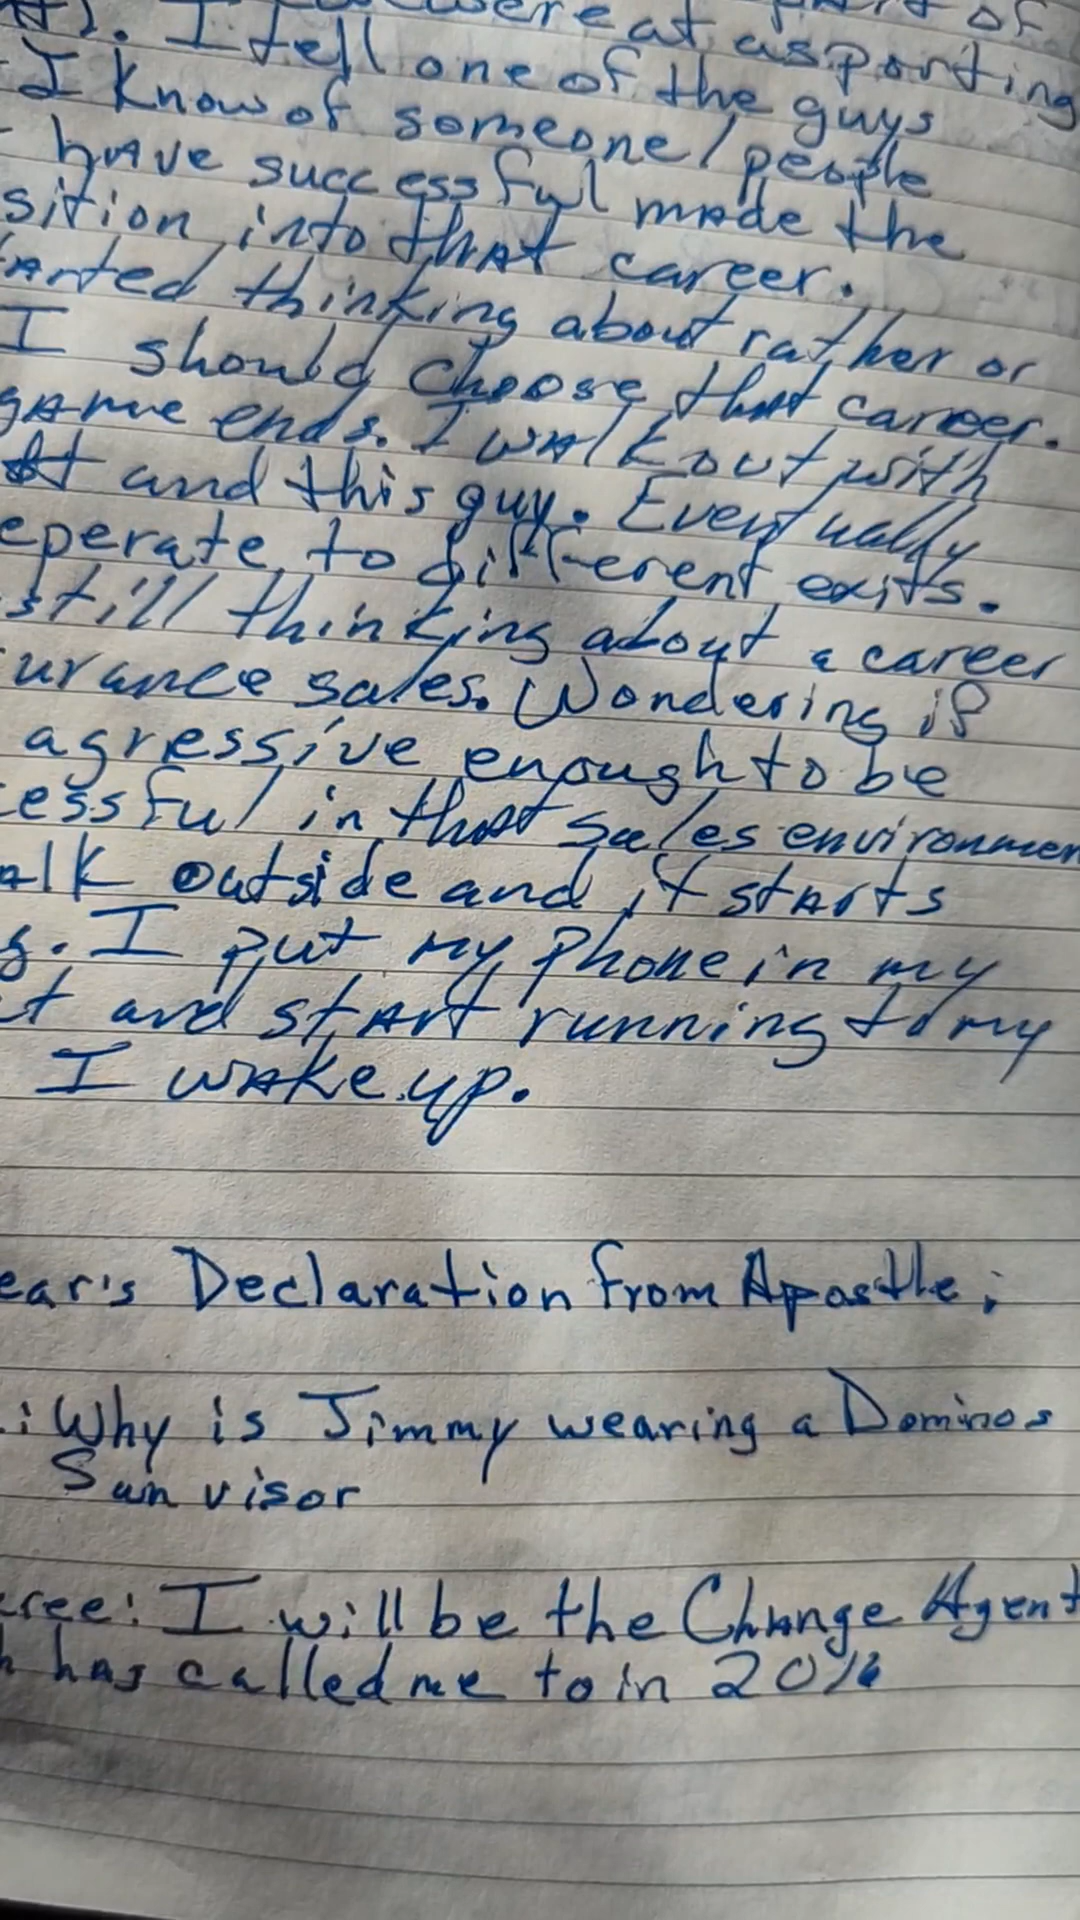 were at a sporting
. I tell one of the guys
I Know of someone/people
have successful made the
sition into that career.
arted thinking about rather or
I should choose that career.
game ends. I walk out with
and this guy. Eventually
eperate to different exits.
still thinking about a career
urance sales. Wondering if
agressive enough to be
cessful in that sales environmen
alk outside and it starts
g. I put my phone in my
t and start running to my
I wake up.
ear's Declaration from Apostle;
: Why is Jimmy wearing a Dominos
Sun visor
cree: I will be the Change Agent
h has called me to in 2016